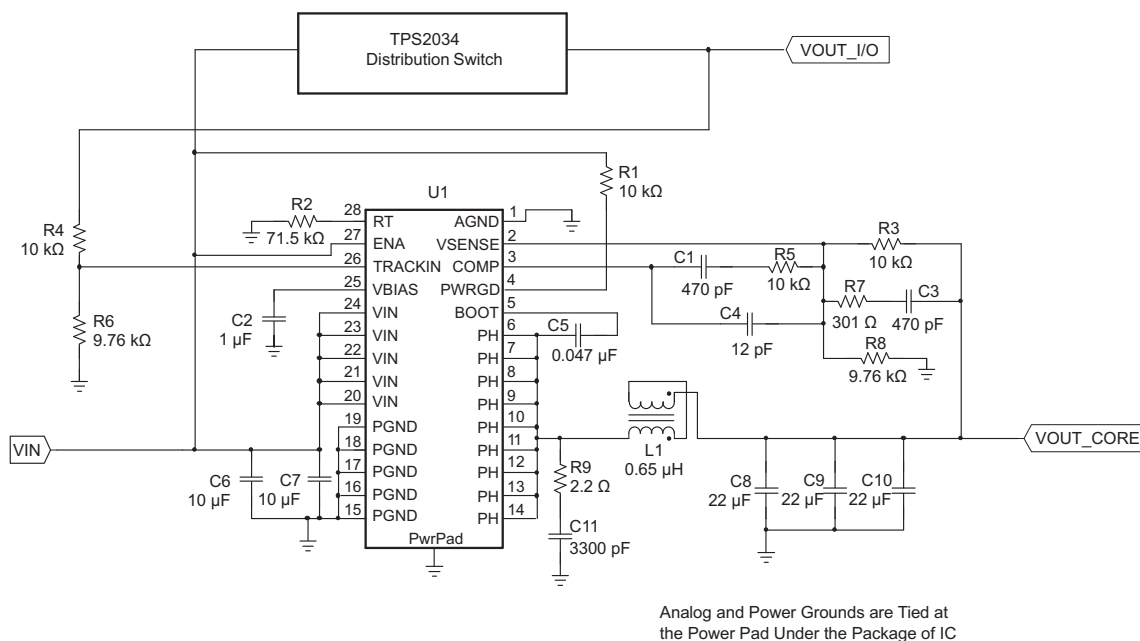 TPS2034
Distribution Switch
VOUT_I/O
R1
10 kΩ
U1
R4
10 kΩ
R2
71.5 kΩ
28 RT AGND 1
27 ENA VSENSE 2
26 TRACKIN COMP 3
25 VBIAS PWRGD 4
24 VIN BOOT 5
23 VIN PH 6
22 VIN PH 7
21 VIN PH 8
20 VIN PH 9
19 PGND PH 10
18 PGND PH 11
17 PGND PH 12
16 PGND PH 13
15 PGND PH 14
PwrPad
R3
10 kΩ
C1
470 pF
R5
10 kΩ
R7
301 Ω
C3
470 pF
C4
12 pF
R8
9.76 kΩ
C2
1 µF
R6
9.76 kΩ
C5
0.047 µF
VIN
L1
0.65 µH
VOUT_CORE
C6
10 µF
C7
10 µF
R9
2.2 Ω
C11
3300 pF
C8
22 µF
C9
22 µF
C10
22 µF
Analog and Power Grounds are Tied at
the Power Pad Under the Package of IC